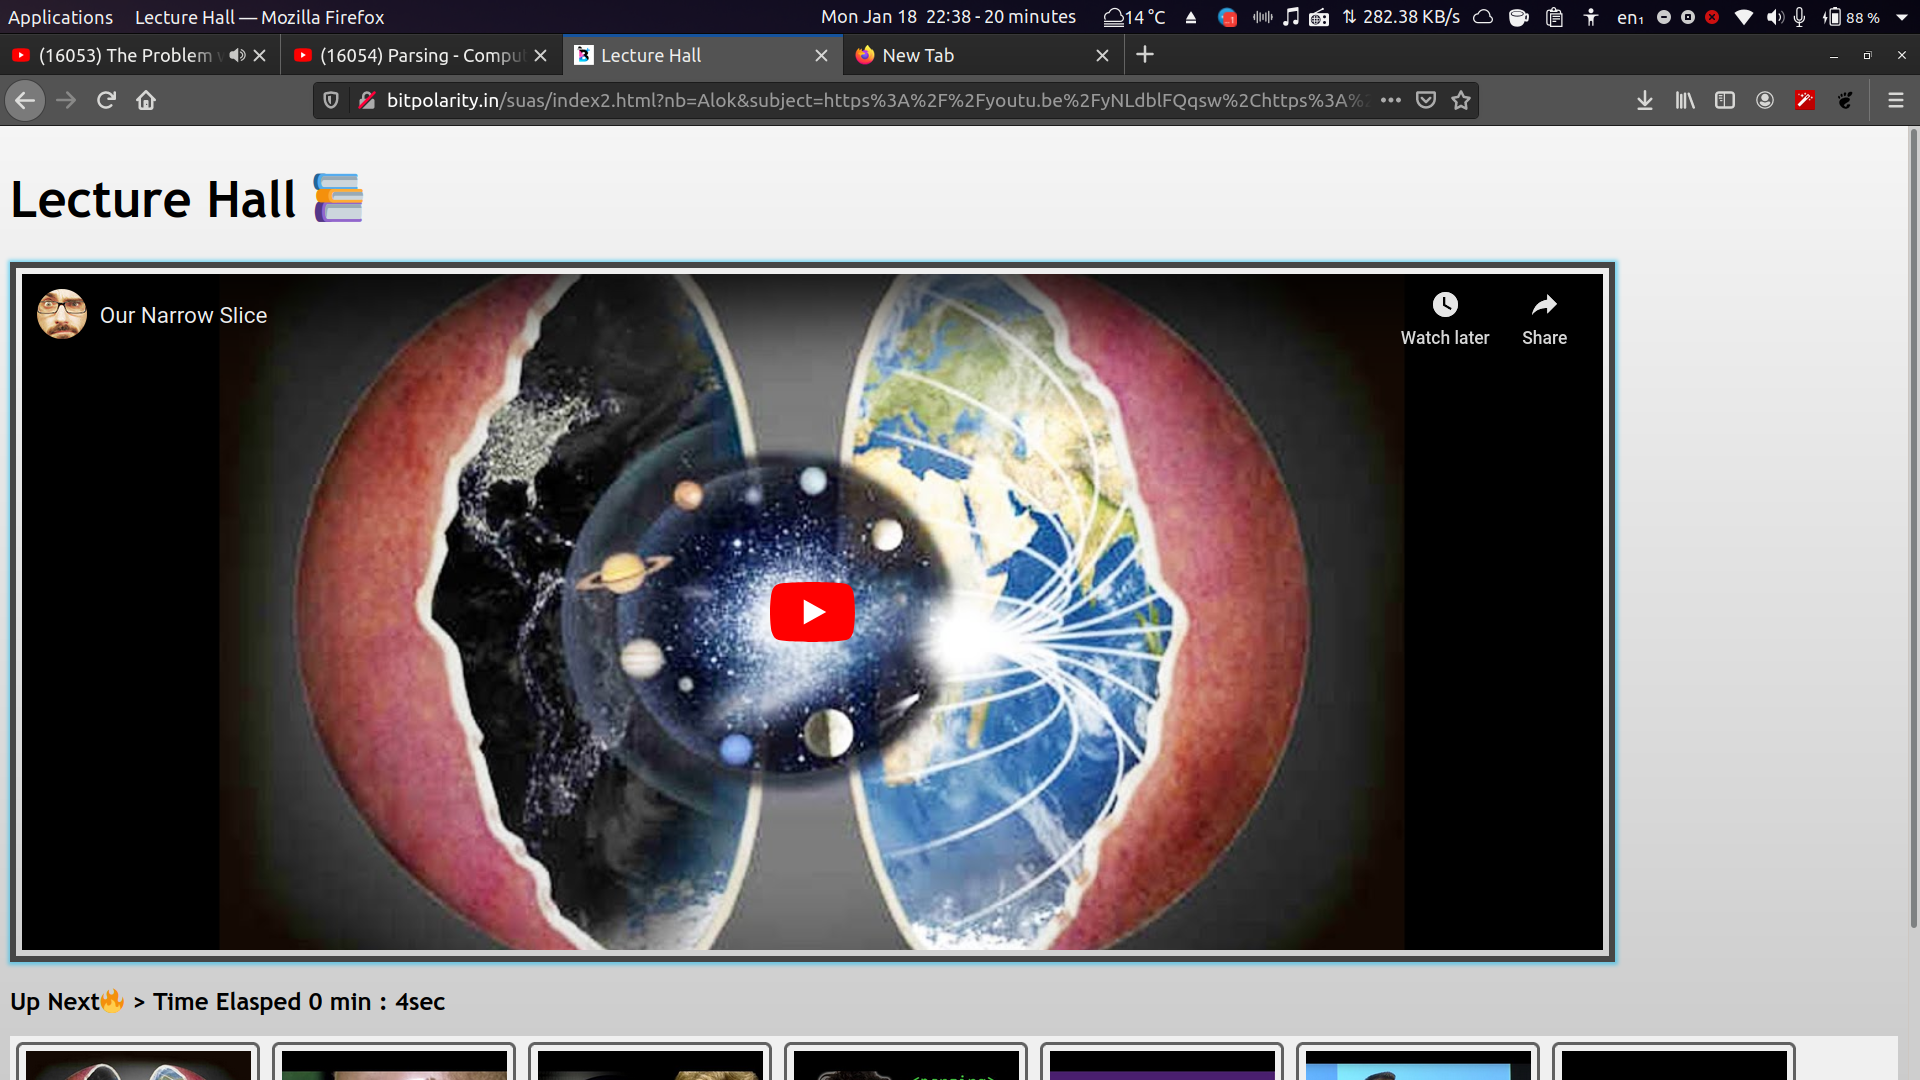 Applications Lecture Hall — Mozilla Firefox Mon Jan 18 22:38 - 20 minutes 14 °C 282.38 KB/s en₁ 88 %
(16053) The Problem (16054) Parsing - Comput Lecture Hall New Tab
bitpolarity.in/suas/index2.html?nb=Alok&subject=https%3A%2F%2Fyoutu.be%2FyNLdblFQqsw%2Chttps%3A%
Lecture Hall
Our Narrow Slice
Watch later Share
Up Next > Time Elasped 0 min : 4sec